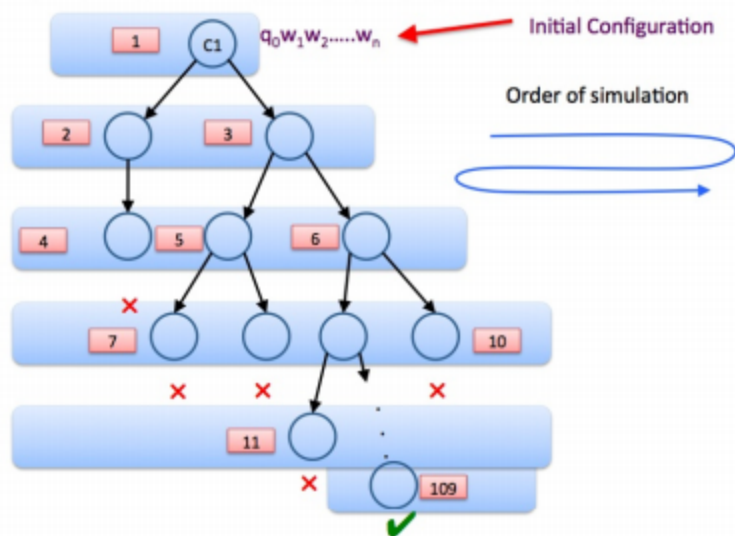 1
C1
q₀w₁w₂.....wₙ
Initial Configuration
Order of simulation
2
3
4
5
6
7
10
11
109